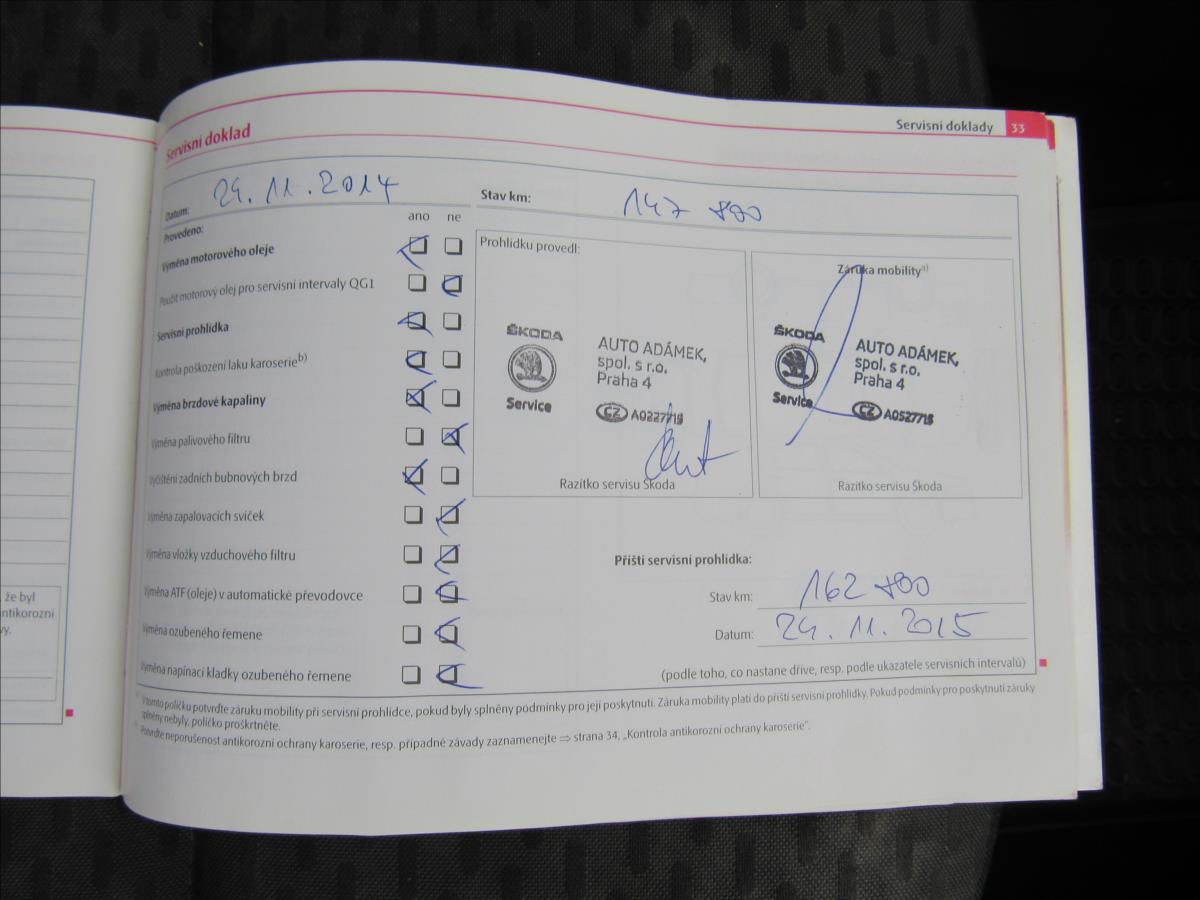 Servisní doklady 33
Servisní doklad
Datum: 24. 11. 2014
Stav km: 147 800
Provedeno:
ano ne
Výměna motorového oleje
Použit motorový olej pro servisní intervaly QG1
Servisní prohlídka
Kontrola poškození laku karoserie b)
Výměna brzdové kapaliny
Výměna palivového filtru
Vyčištění zadních bubnových brzd
Výměna zapalovacích svíček
Výměna vložky vzduchového filtru
Výměna ATF (oleje) v automatické převodovce
Výměna ozubeného řemene
Výměna napínací kladky ozubeného řemene
Prohlídku provedl:
ŠKODA
Service
AUTO ADÁMEK,
spol. s r.o.
Praha 4
CZ
Razítko servisu Škoda
Záruka mobility a)
ŠKODA
Service
AUTO ADÁMEK,
spol. s r.o.
Praha 4
CZ
Razítko servisu Škoda
Příští servisní prohlídka:
Stav km: 162 800
Datum: 24. 11. 2015
(podle toho, co nastane dříve, resp. podle ukazatele servisních intervalů)
V tomto políčku potvrďte záruku mobility při servisní prohlídce, pokud byly splněny podmínky pro její poskytnutí. Záruka mobility platí do příští servisní prohlídky. Pokud podmínky pro poskytnutí záruky
splněny nebyly, políčko proškrtněte.
Potvrďte neporušenost antikorozní ochrany karoserie, resp. případné závady zaznamenejte ⇒ strana 34, „Kontrola antikorozní ochrany karoserie".
, že byl
ntikorozní
vy.